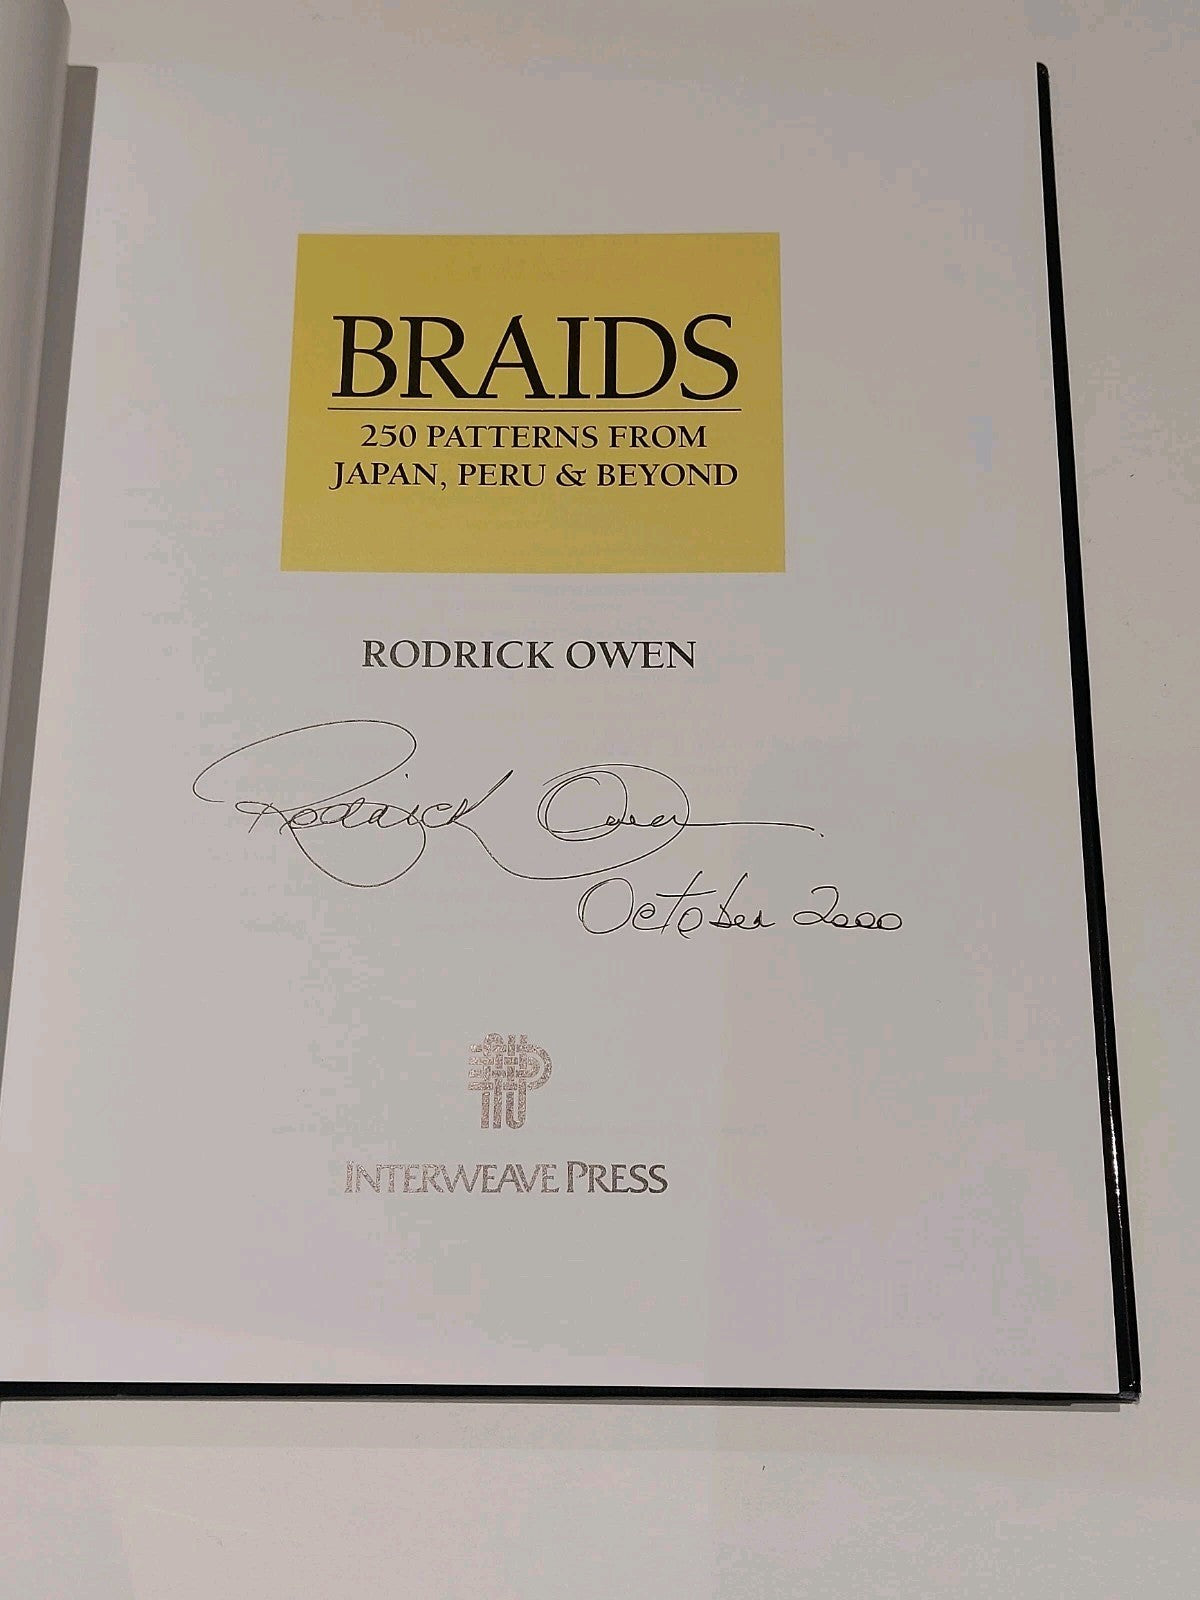 BRAIDS
250 PATTERNS FROM
JAPAN, PERU & BEYOND
RODRICK OWEN
Rodrick Owen
October 2000
INTERWEAVE PRESS